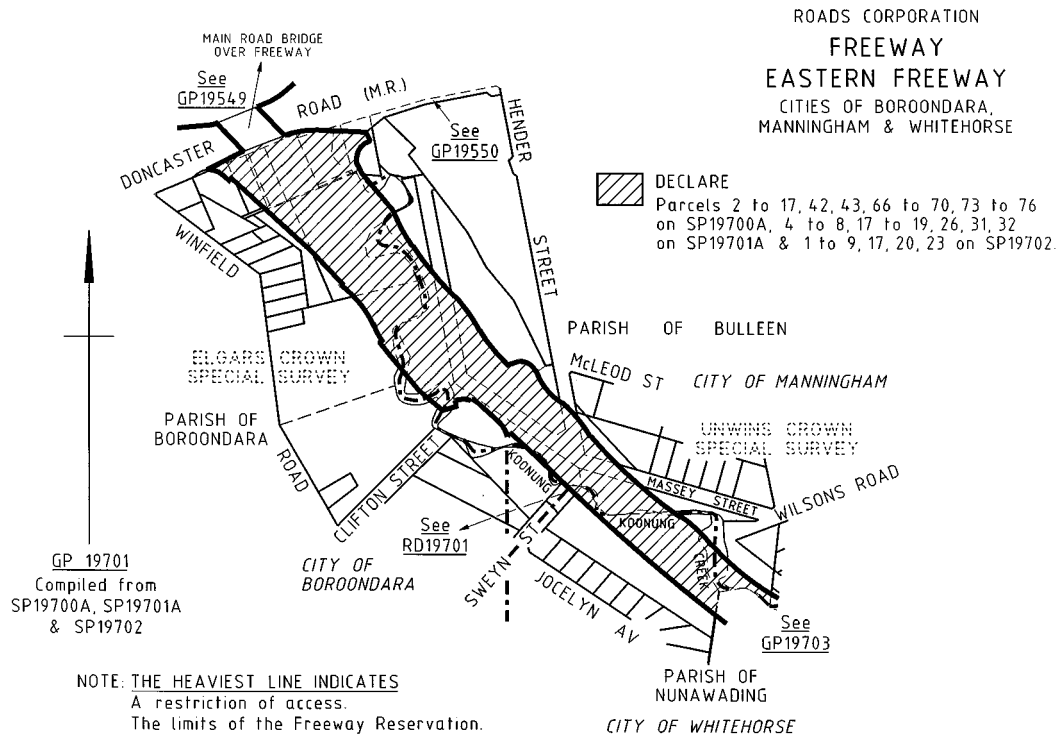 ROADS CORPORATION
FREEWAY
EASTERN FREEWAY
CITIES OF BOROONDARA,
MANNINGHAM & WHITEHORSE
DECLARE
Parcels 2 to 17, 42, 43, 66 to 70, 73 to 76
on SP19700A, 4 to 8, 17 to 19, 26, 31, 32
on SP19701A & 1 to 9, 17, 20, 23 on SP19702.
MAIN ROAD BRIDGE
OVER FREEWAY
See
GP19549
DONCASTER ROAD (M.R.)
See
GP19550
HENDER STREET
WINFIELD ROAD
PARISH OF BULLEEN
McLEOD ST
CITY OF MANNINGHAM
ELGARS CROWN
SPECIAL SURVEY
PARISH OF
BOROONDARA
UNWINS CROWN
SPECIAL SURVEY
MASSEY STREET
WILSONS ROAD
CLIFTON STREET
KOONUNG
KOONUNG
CREEK
See
RD19701
SWEYN ST
JOCELYN AV
CITY OF
BOROONDARA
See
GP19703
PARISH OF
NUNAWADING
CITY OF WHITEHORSE
GP 19701
Compiled from
SP19700A, SP19701A
& SP19702
NOTE: THE HEAVIEST LINE INDICATES
A restriction of access.
The limits of the Freeway Reservation.